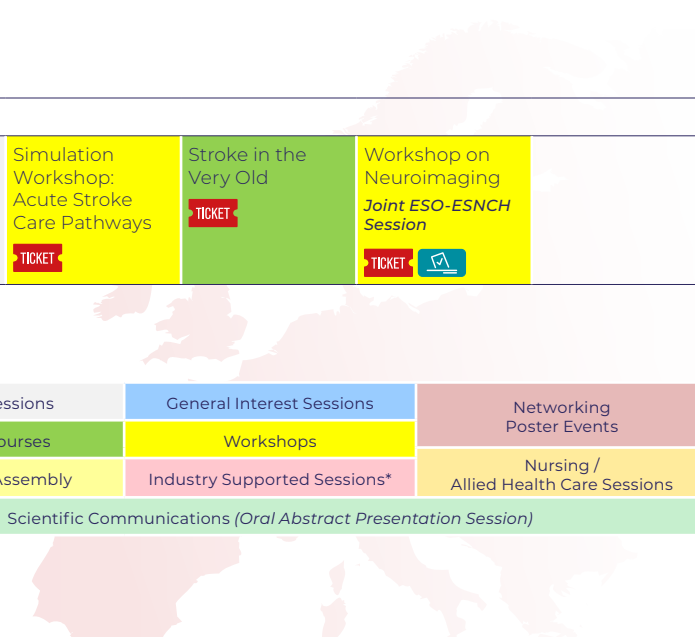 Simulation
Workshop:
Acute Stroke
Care Pathways
TICKET
Stroke in the
Very Old
TICKET
Workshop on
Neuroimaging
Joint ESO-ESNCH
Session
TICKET
essions
General Interest Sessions
Networking
Poster Events
ourses
Workshops
Assembly
Industry Supported Sessions*
Nursing /
Allied Health Care Sessions
Scientific Communications (Oral Abstract Presentation Session)